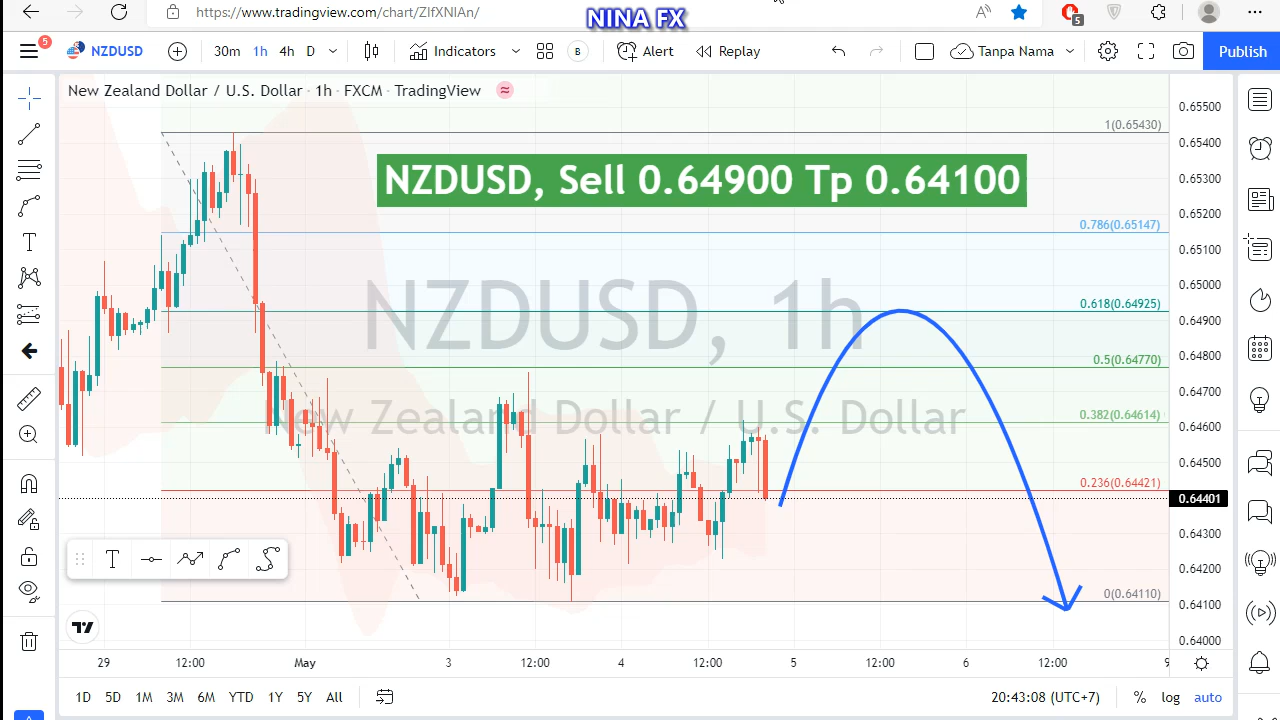 https://www.tradingview.com/chart/ZIfXNIAn/
NINA FX
5
5
NZDUSD
30m 1h 4h D
Indicators
B
Alert
Replay
Tanpa Nama
Publish
New Zealand Dollar / U.S. Dollar · 1h · FXCM · TradingView
NZDUSD, Sell 0.64900 Tp 0.64100
NZDUSD, 1h
New Zealand Dollar / U.S. Dollar
1(0.65430)
0.786(0.65147)
0.618(0.64925)
0.5(0.64770)
0.382(0.64614)
0.236(0.64421)
0(0.64110)
0.65500
0.65400
0.65300
0.65200
0.65100
0.65000
0.64900
0.64800
0.64700
0.64600
0.64500
0.64401
0.64300
0.64200
0.64100
0.64000
T
T
29 12:00 May 3 12:00 4 12:00 5 12:00 6 12:00 9
1D 5D 1M 3M 6M YTD 1Y 5Y All
20:43:08 (UTC+7)
% log auto